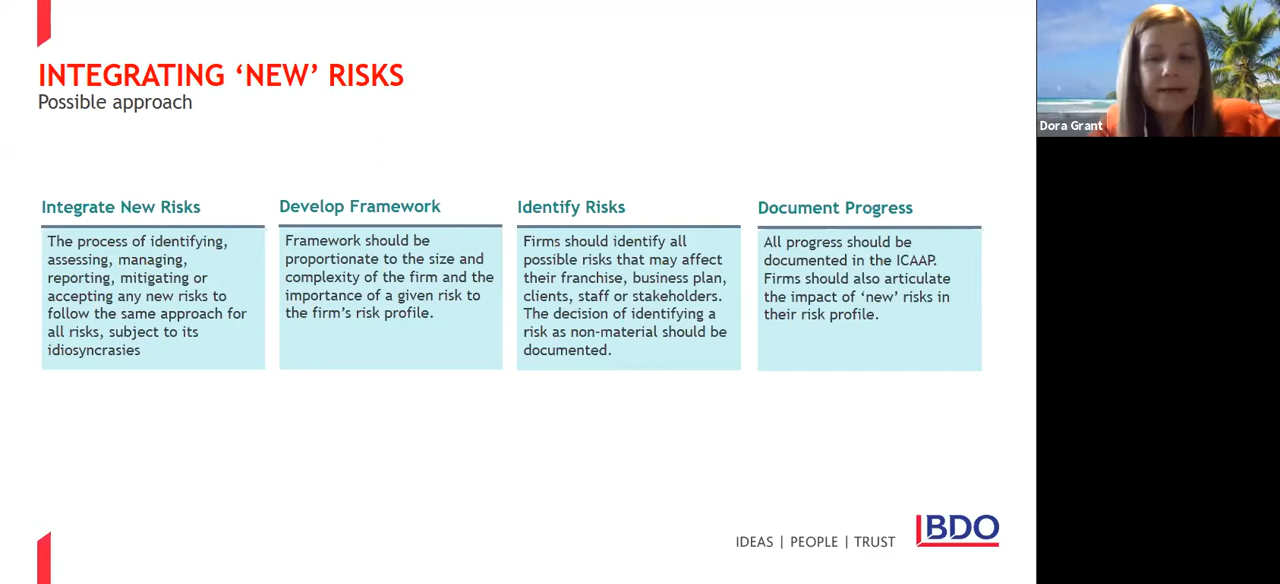 INTEGRATING ‘NEW’ RISKS
Possible approach
Dora Grant
Integrate New Risks
The process of identifying,
assessing, managing,
reporting, mitigating or
accepting any new risks to
follow the same approach for
all risks, subject to its
idiosyncrasies
Develop Framework
Framework should be
proportionate to the size and
complexity of the firm and the
importance of a given risk to
the firm’s risk profile.
Identify Risks
Firms should identify all
possible risks that may affect
their franchise, business plan,
clients, staff or stakeholders.
The decision of identifying a
risk as non-material should be
documented.
Document Progress
All progress should be
documented in the ICAAP.
Firms should also articulate
the impact of ‘new’ risks in
their risk profile.
IDEAS | PEOPLE | TRUST
BDO